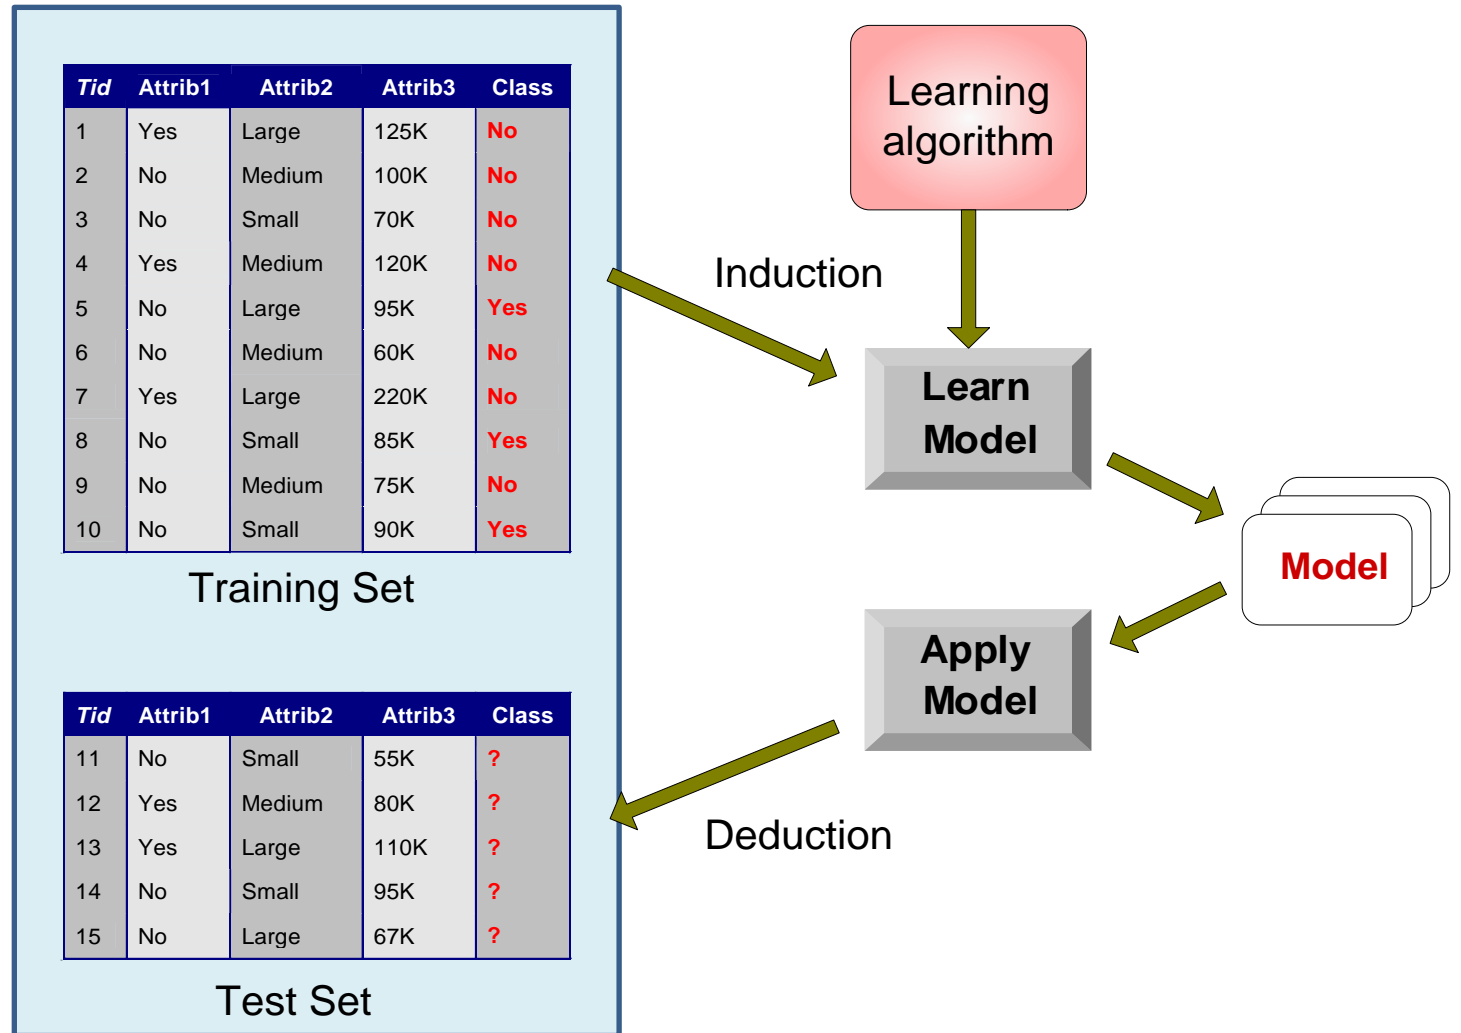 Tid Attrib1 Attrib2 Attrib3 Class
1 Yes Large 125K No
2 No Medium 100K No
3 No Small 70K No
4 Yes Medium 120K No
5 No Large 95K Yes
6 No Medium 60K No
7 Yes Large 220K No
8 No Small 85K Yes
9 No Medium 75K No
10 No Small 90K Yes
Training Set
Tid Attrib1 Attrib2 Attrib3 Class
11 No Small 55K ?
12 Yes Medium 80K ?
13 Yes Large 110K ?
14 No Small 95K ?
15 No Large 67K ?
Test Set
Learning
algorithm
Induction
Learn
Model
Model
Apply
Model
Deduction